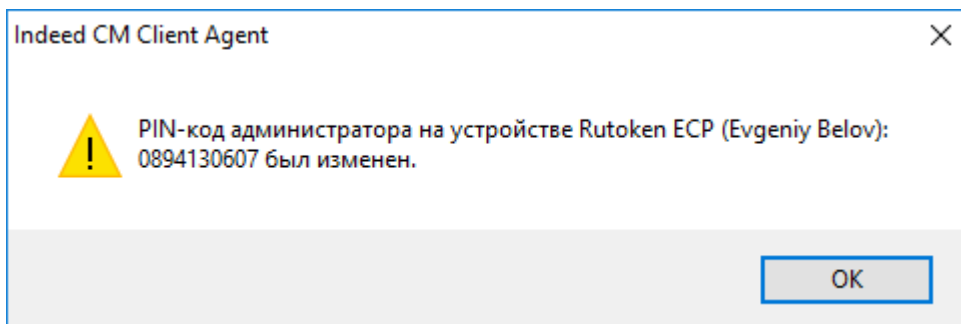 Indeed CM Client Agent
PIN-код администратора на устройстве Rutoken ECP (Evgeniy Belov):
0894130607 был изменен.
OK